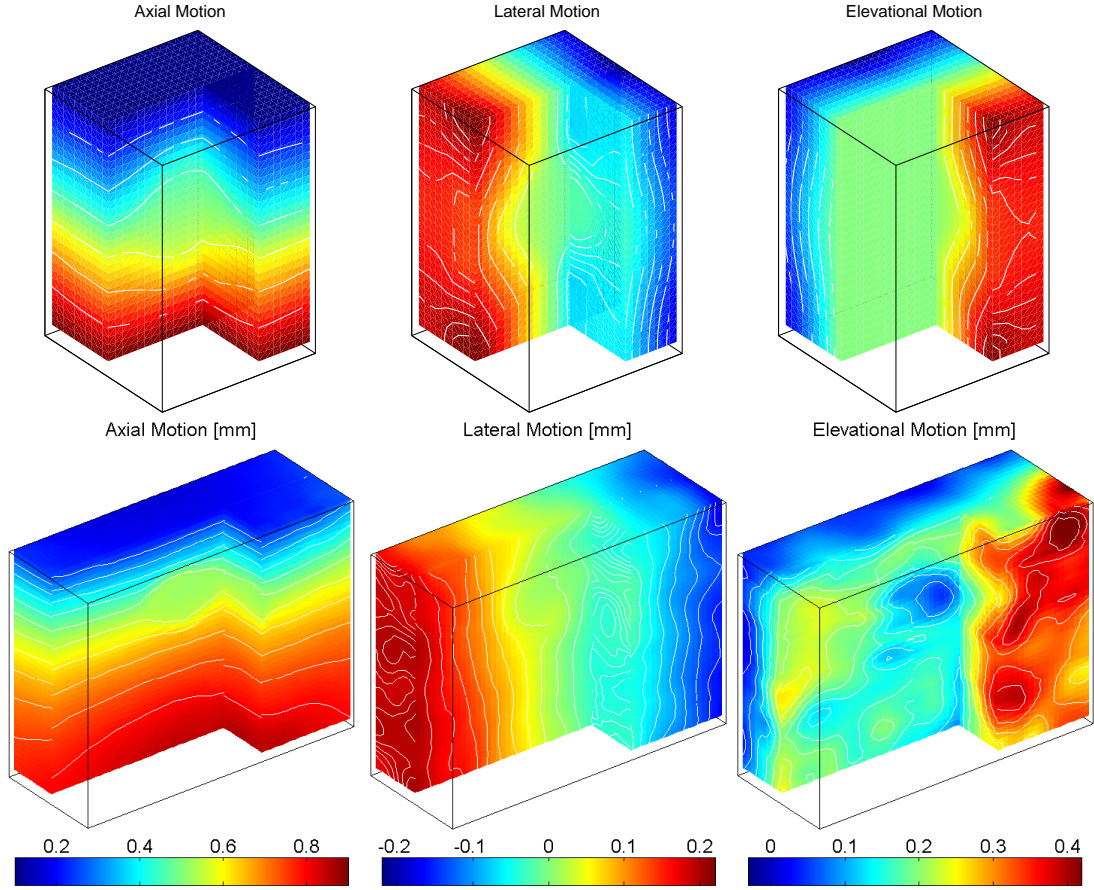 Axial Motion
Lateral Motion
Elevational Motion
Axial Motion [mm]
Lateral Motion [mm]
Elevational Motion [mm]
0.2 0.4 0.6 0.8
-0.2 -0.1 0 0.1 0.2
0 0.1 0.2 0.3 0.4